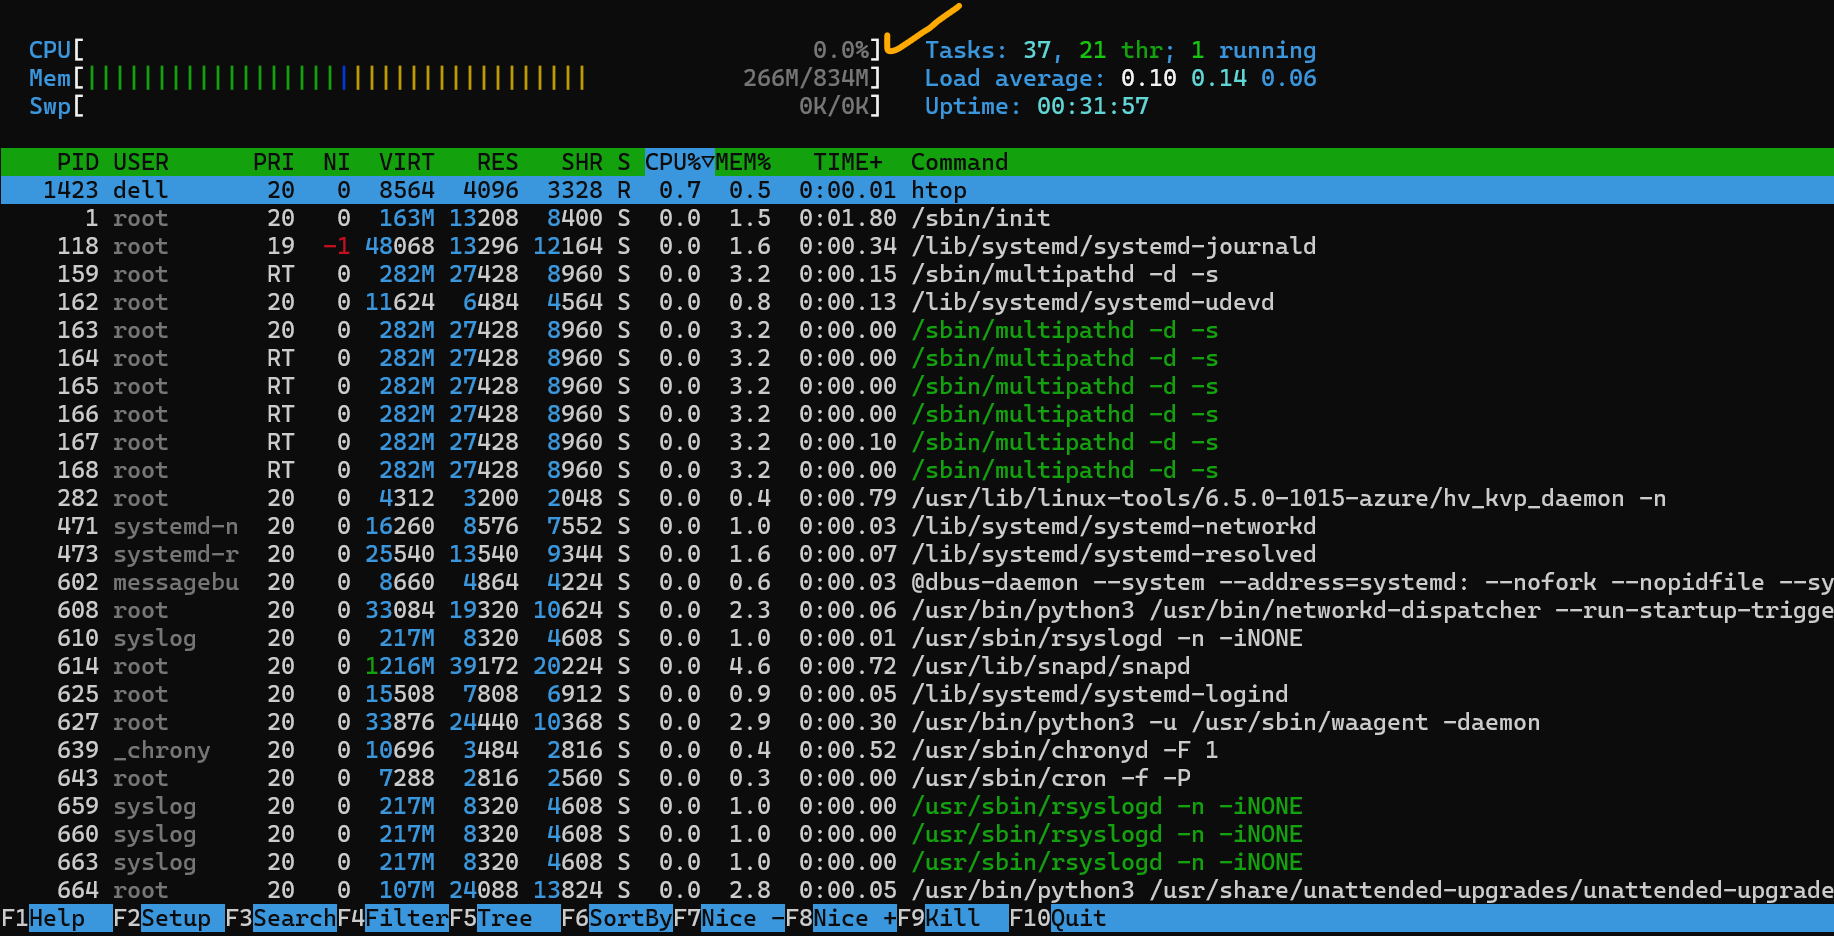 CPU[ 0.0%] Tasks: 37, 21 thr; 1 running
Mem[||||||||||||||||||||||||||||||||||||266M/834M] Load average: 0.10 0.14 0.06
Swp[ 0K/0K] Uptime: 00:31:57
PID USER PRI NI VIRT RES SHR S CPU%▽MEM% TIME+ Command
1423 dell 20 0 8564 4096 3328 R 0.7 0.5 0:00.01 htop
1 root 20 0 163M 13208 8400 S 0.0 1.5 0:01.80 /sbin/init
118 root 19 -1 48068 13296 12164 S 0.0 1.6 0:00.34 /lib/systemd/systemd-journald
159 root RT 0 282M 27428 8960 S 0.0 3.2 0:00.15 /sbin/multipathd -d -s
162 root 20 0 11624 6484 4564 S 0.0 0.8 0:00.13 /lib/systemd/systemd-udevd
163 root 20 0 282M 27428 8960 S 0.0 3.2 0:00.00 /sbin/multipathd -d -s
164 root RT 0 282M 27428 8960 S 0.0 3.2 0:00.00 /sbin/multipathd -d -s
165 root RT 0 282M 27428 8960 S 0.0 3.2 0:00.00 /sbin/multipathd -d -s
166 root RT 0 282M 27428 8960 S 0.0 3.2 0:00.00 /sbin/multipathd -d -s
167 root RT 0 282M 27428 8960 S 0.0 3.2 0:00.10 /sbin/multipathd -d -s
168 root RT 0 282M 27428 8960 S 0.0 3.2 0:00.00 /sbin/multipathd -d -s
282 root 20 0 4312 3200 2048 S 0.0 0.4 0:00.79 /usr/lib/linux-tools/6.5.0-1015-azure/hv_kvp_daemon -n
471 systemd-n 20 0 16260 8576 7552 S 0.0 1.0 0:00.03 /lib/systemd/systemd-networkd
473 systemd-r 20 0 25540 13540 9344 S 0.0 1.6 0:00.07 /lib/systemd/systemd-resolved
602 messagebu 20 0 8660 4864 4224 S 0.0 0.6 0:00.03 @dbus-daemon --system --address=systemd: --nofork --nopidfile --sy
608 root 20 0 33084 19320 10624 S 0.0 2.3 0:00.06 /usr/bin/python3 /usr/bin/networkd-dispatcher --run-startup-trigge
610 syslog 20 0 217M 8320 4608 S 0.0 1.0 0:00.01 /usr/sbin/rsyslogd -n -iNONE
614 root 20 0 1216M 39172 20224 S 0.0 4.6 0:00.72 /usr/lib/snapd/snapd
625 root 20 0 15508 7808 6912 S 0.0 0.9 0:00.05 /lib/systemd/systemd-logind
627 root 20 0 33876 24440 10368 S 0.0 2.9 0:00.30 /usr/bin/python3 -u /usr/sbin/waagent -daemon
639 _chrony 20 0 10696 3484 2816 S 0.0 0.4 0:00.52 /usr/sbin/chronyd -F 1
643 root 20 0 7288 2816 2560 S 0.0 0.3 0:00.00 /usr/sbin/cron -f -P
659 syslog 20 0 217M 8320 4608 S 0.0 1.0 0:00.00 /usr/sbin/rsyslogd -n -iNONE
660 syslog 20 0 217M 8320 4608 S 0.0 1.0 0:00.00 /usr/sbin/rsyslogd -n -iNONE
663 syslog 20 0 217M 8320 4608 S 0.0 1.0 0:00.00 /usr/sbin/rsyslogd -n -iNONE
664 root 20 0 107M 24088 13824 S 0.0 2.8 0:00.05 /usr/bin/python3 /usr/share/unattended-upgrades/unattended-upgrade
F1Help F2Setup F3SearchF4FilterF5Tree F6SortByF7Nice -F8Nice +F9Kill F10Quit